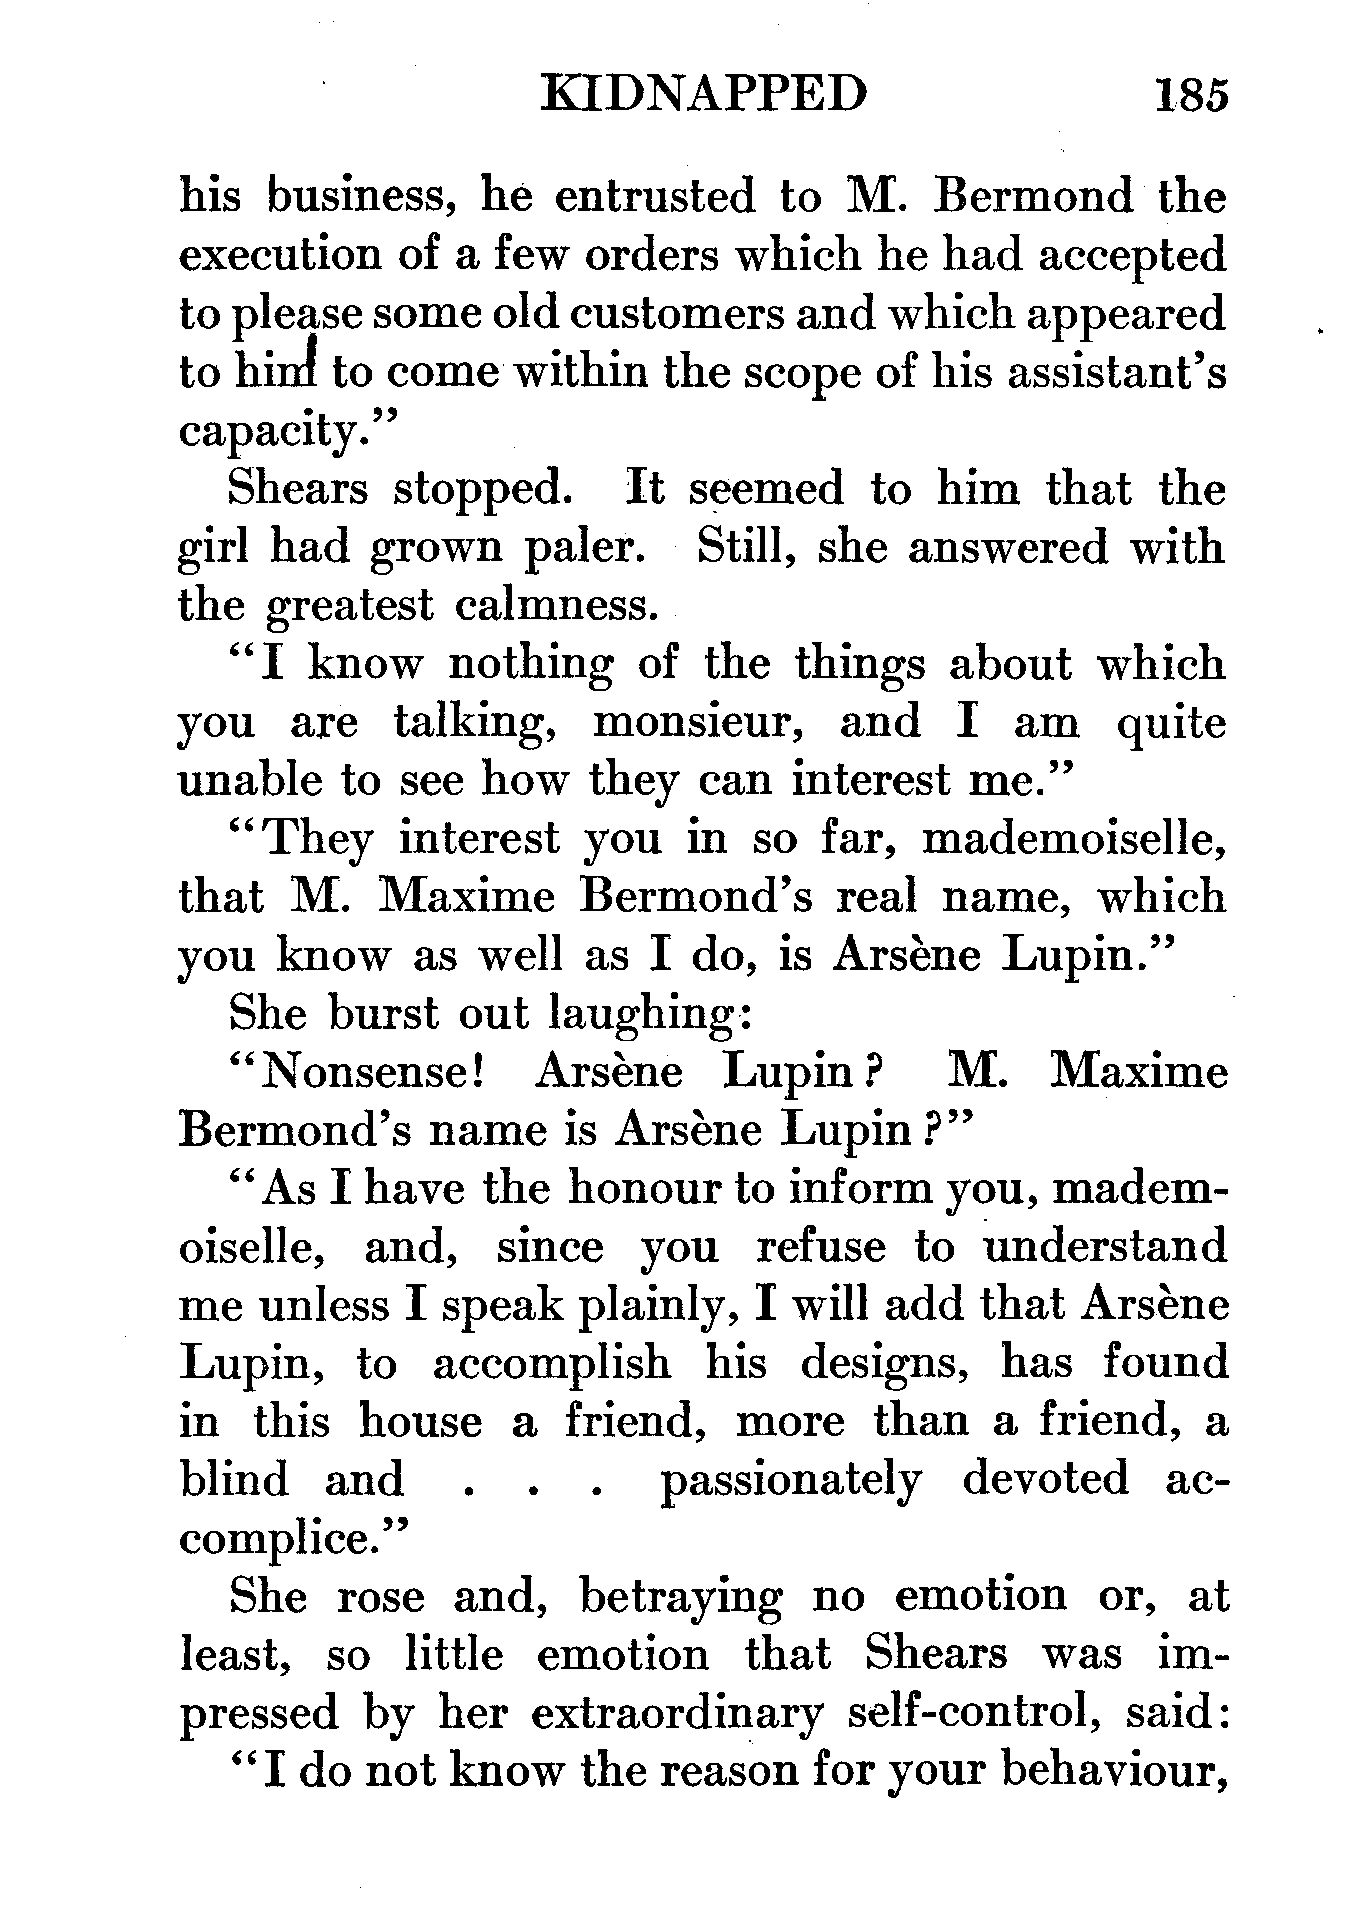 KIDNAPPED 185
his business, he entrusted to M. Bermond the
execution of a few orders which he had accepted
to please some old customers and which appeared
to him to come within the scope of his assistant's
capacity."
Shears stopped. It seemed to him that the
girl had grown paler. Still, she answered with
the greatest calmness.
"I know nothing of the things about which
you are talking, monsieur, and I am quite
unable to see how they can interest me."
"They interest you in so far, mademoiselle,
that M. Maxime Bermond's real name, which
you know as well as I do, is Arsène Lupin."
She burst out laughing:
"Nonsense! Arsène Lupin? M. Maxime
Bermond's name is Arsène Lupin?"
"As I have the honour to inform you, madem-
oiselle, and, since you refuse to understand
me unless I speak plainly, I will add that Arsène
Lupin, to accomplish his designs, has found
in this house a friend, more than a friend, a
blind and . . . passionately devoted ac-
complice."
She rose and, betraying no emotion or, at
least, so little emotion that Shears was im-
pressed by her extraordinary self-control, said:
"I do not know the reason for your behaviour,